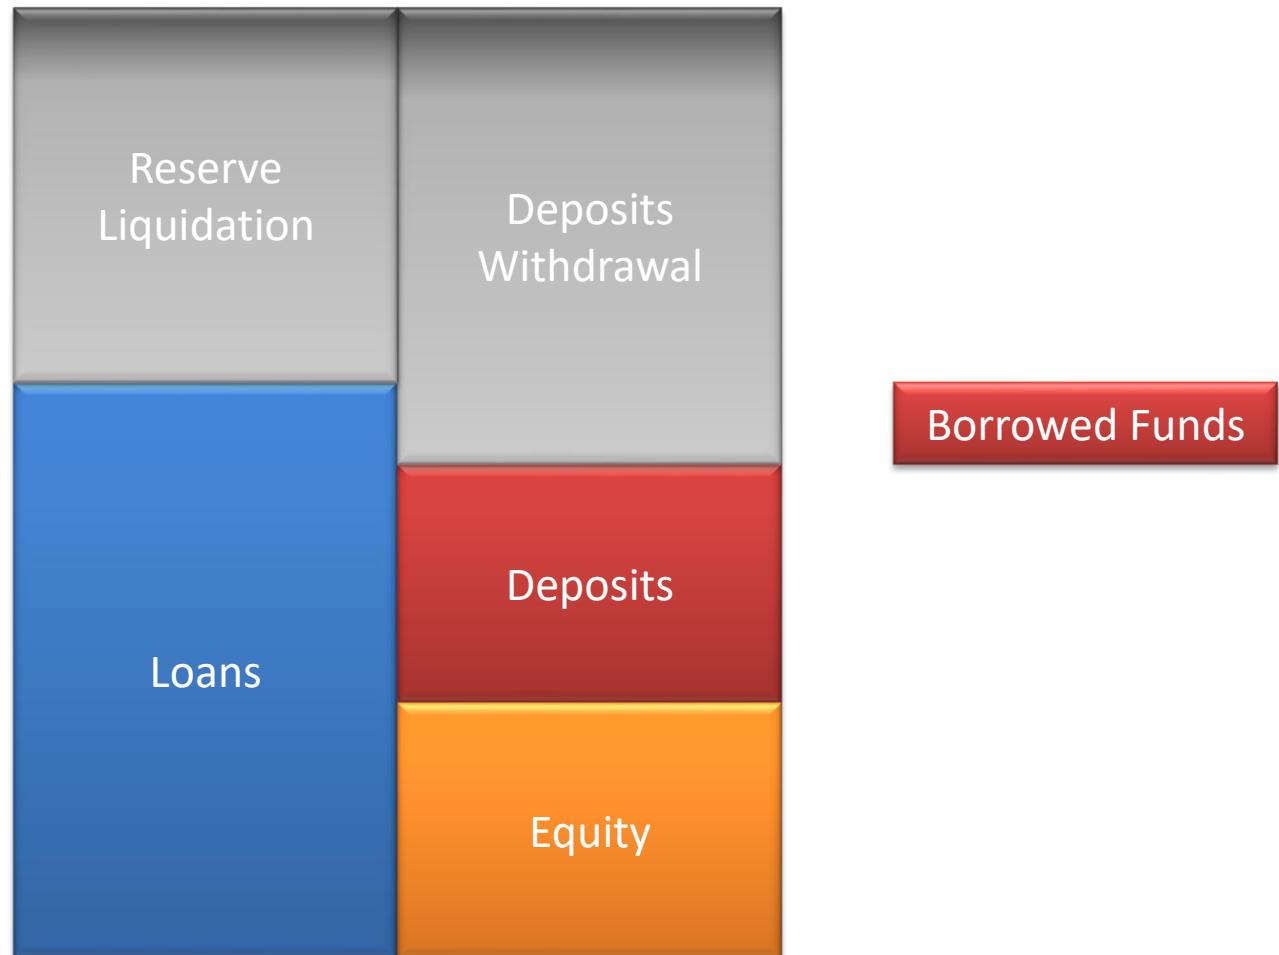 Reserve
Liquidation
Deposits
Withdrawal
Borrowed Funds
Deposits
Loans
Equity